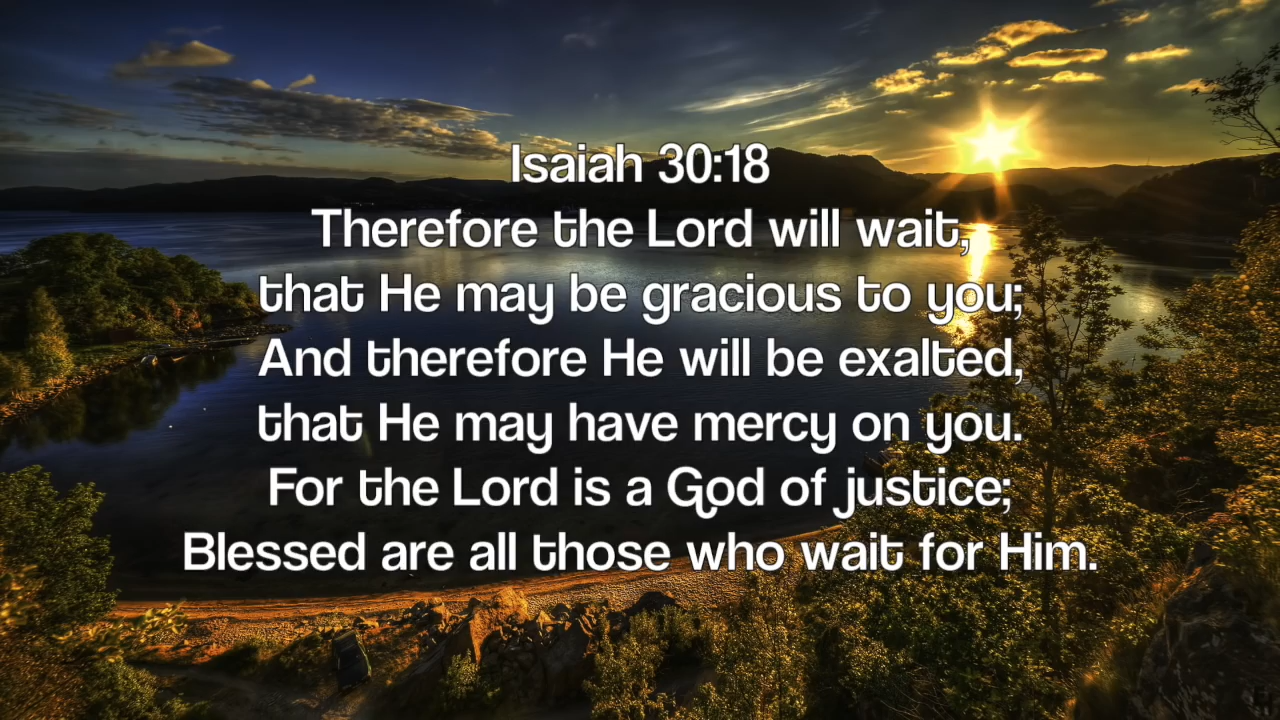 Isaiah 30:18
Therefore the Lord will wait,
that He may be gracious to you;
And therefore He will be exalted,
that He may have mercy on you.
For the Lord is a God of justice;
Blessed are all those who wait for Him.